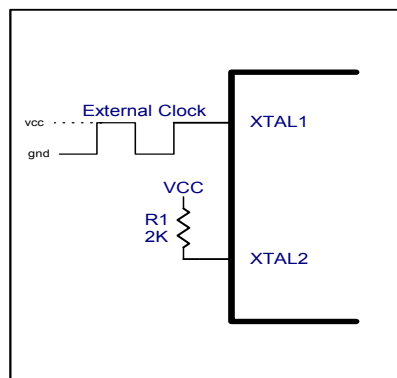 External Clock
vcc
XTAL1
gnd
VCC
R1
2K
XTAL2